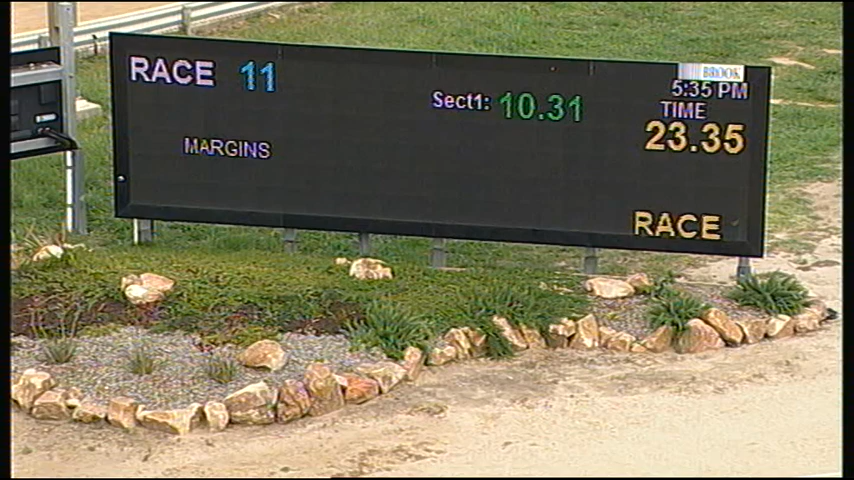 RACE 11
BROOK
5:35 PM
Sect1: 10.31
TIME
23.35
MARGINS
RACE